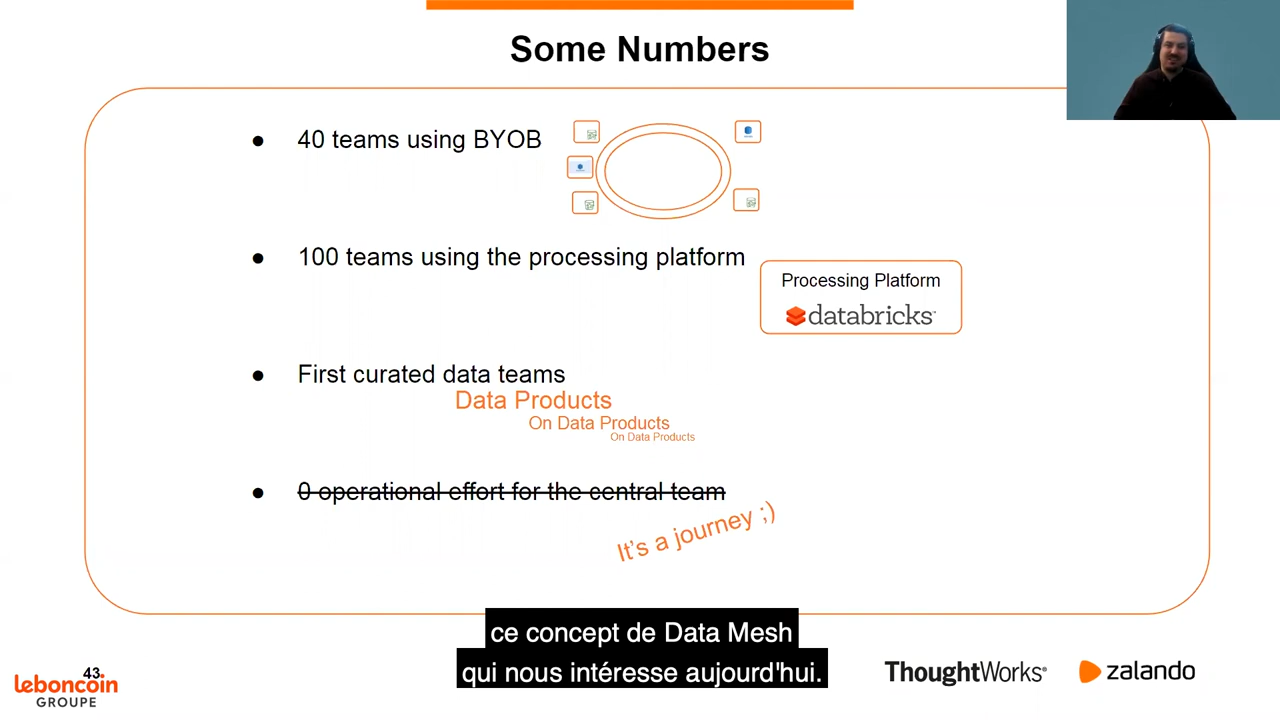 Some Numbers
● 40 teams using BYOB
● 100 teams using the processing platform
Processing Platform
databricks
● First curated data teams
Data Products
On Data Products
On Data Products
● 0 operational effort for the central team
It's a journey ;)
ce concept de Data Mesh
qui nous intéresse aujourd'hui.
43
leboncoin
GROUPE
ThoughtWorks®
zalando